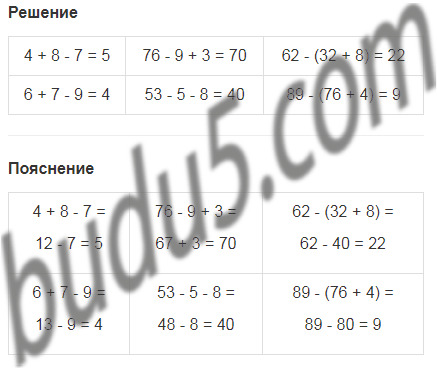 Решение
4 + 8 - 7 = 5 76 - 9 + 3 = 70 62 - (32 + 8) = 22
6 + 7 - 9 = 4 53 - 5 - 8 = 40 89 - (76 + 4) = 9
Пояснение
4 + 8 - 7 = 76 - 9 + 3 = 62 - (32 + 8) =
12 - 7 = 5 67 + 3 = 70 62 - 40 = 22
6 + 7 - 9 = 53 - 5 - 8 = 89 - (76 + 4) =
13 - 9 = 4 48 - 8 = 40 89 - 80 = 9
budu5.com